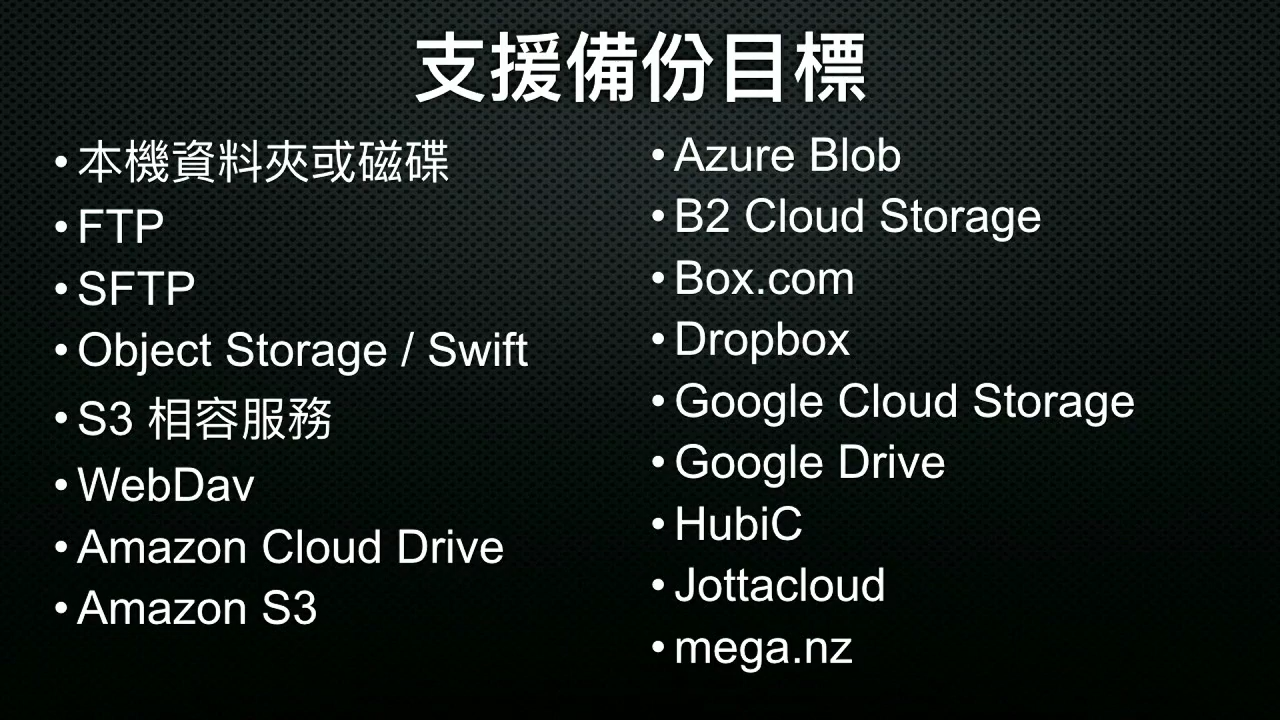 支援備份目標
• 本機資料夾或磁碟
• FTP
• SFTP
• Object Storage / Swift
• S3 相容服務
• WebDav
• Amazon Cloud Drive
• Amazon S3
• Azure Blob
• B2 Cloud Storage
• Box.com
• Dropbox
• Google Cloud Storage
• Google Drive
• HubiC
• Jottacloud
• mega.nz